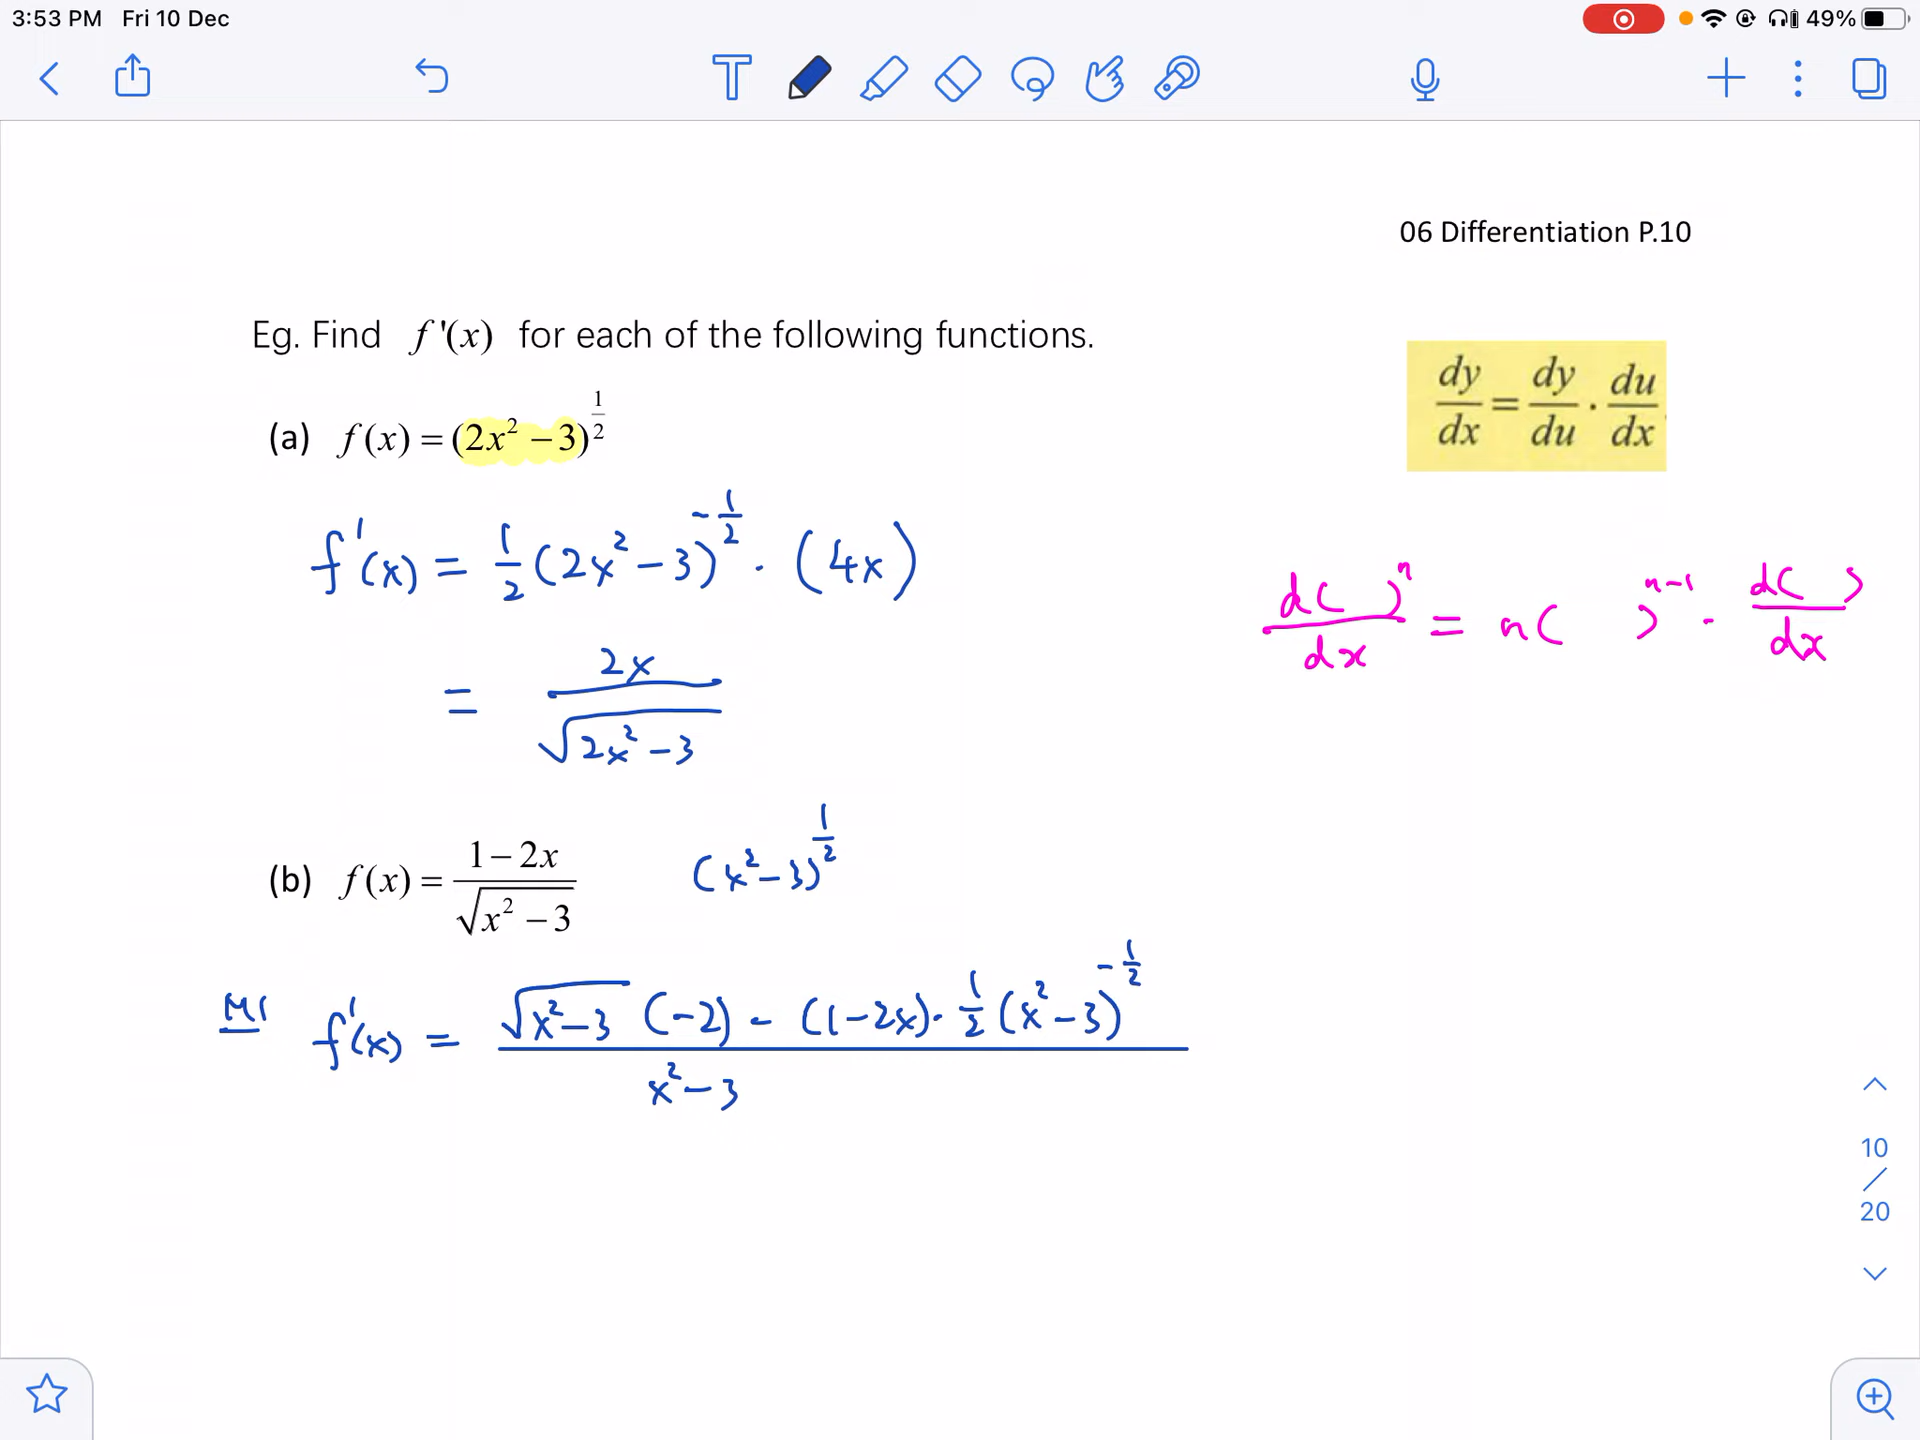 3:53 PM Fri 10 Dec
49%
T
06 Differentiation P.10
Eg. Find f'(x) for each of the following functions.
dy/dx = dy/du · du/dx
(a) f(x) = (2x² − 3)^(1/2)
f'(x) = 1/2 (2x² − 3)^(−1/2) · (4x)
d( )^n / dx = n( )^(n−1) · d( )/dx
= 2x / √(2x² − 3)
(b) f(x) = (1 − 2x) / √(x² − 3)
(x² − 3)^(1/2)
M1 f'(x) = [√(x² − 3) (−2) − (1 − 2x) · 1/2 (x² − 3)^(−1/2)] / (x² − 3)
10
/
20